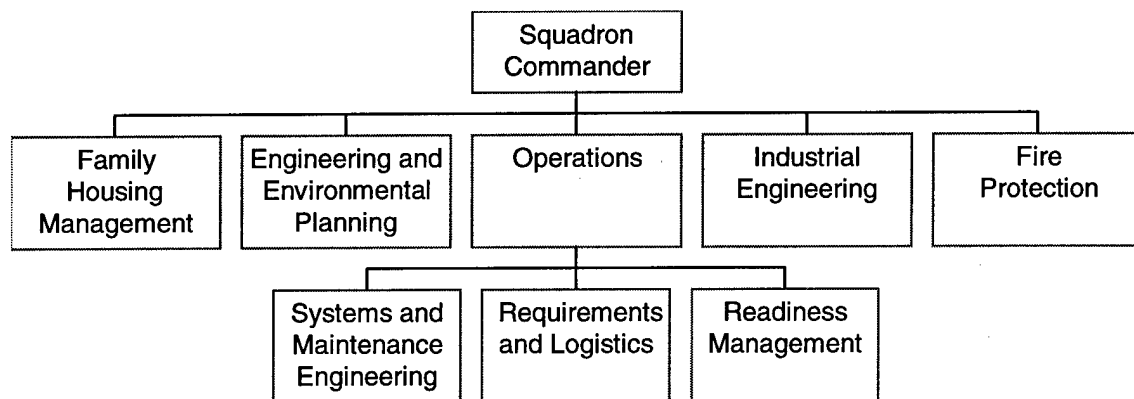 Squadron
Commander
Family
Housing
Management
Engineering and
Environmental
Planning
Operations
Industrial
Engineering
Fire
Protection
Systems and
Maintenance
Engineering
Requirements
and Logistics
Readiness
Management